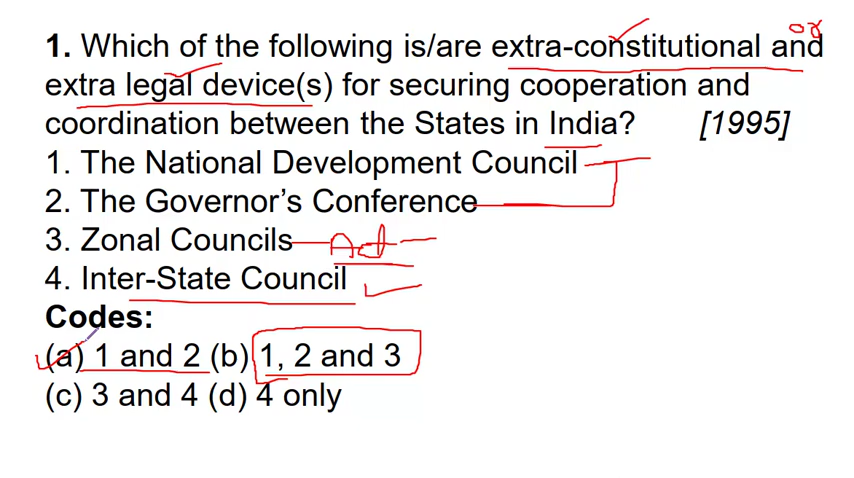 or
1. Which of the following is/are extra-constitutional and
extra legal device(s) for securing cooperation and
coordination between the States in India? [1995]
1. The National Development Council
2. The Governor's Conference
3. Zonal Councils Act
4. Inter-State Council
Codes:
(a) 1 and 2 (b) 1, 2 and 3
(c) 3 and 4 (d) 4 only